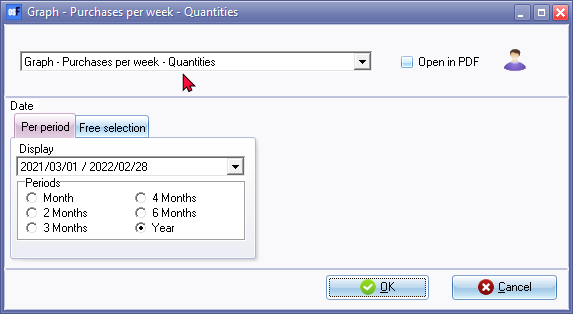 Graph - Purchases per week - Quantities
Graph - Purchases per week - Quantities
Open in PDF
Date
Per period
Free selection
Display
2021/03/01 / 2022/02/28
Periods
Month
4 Months
2 Months
6 Months
3 Months
Year
OK
Cancel